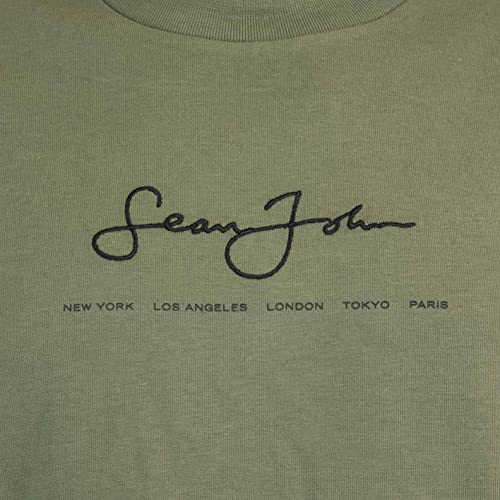 Sean John
NEW YORK LOS ANGELES LONDON TOKYO PARIS